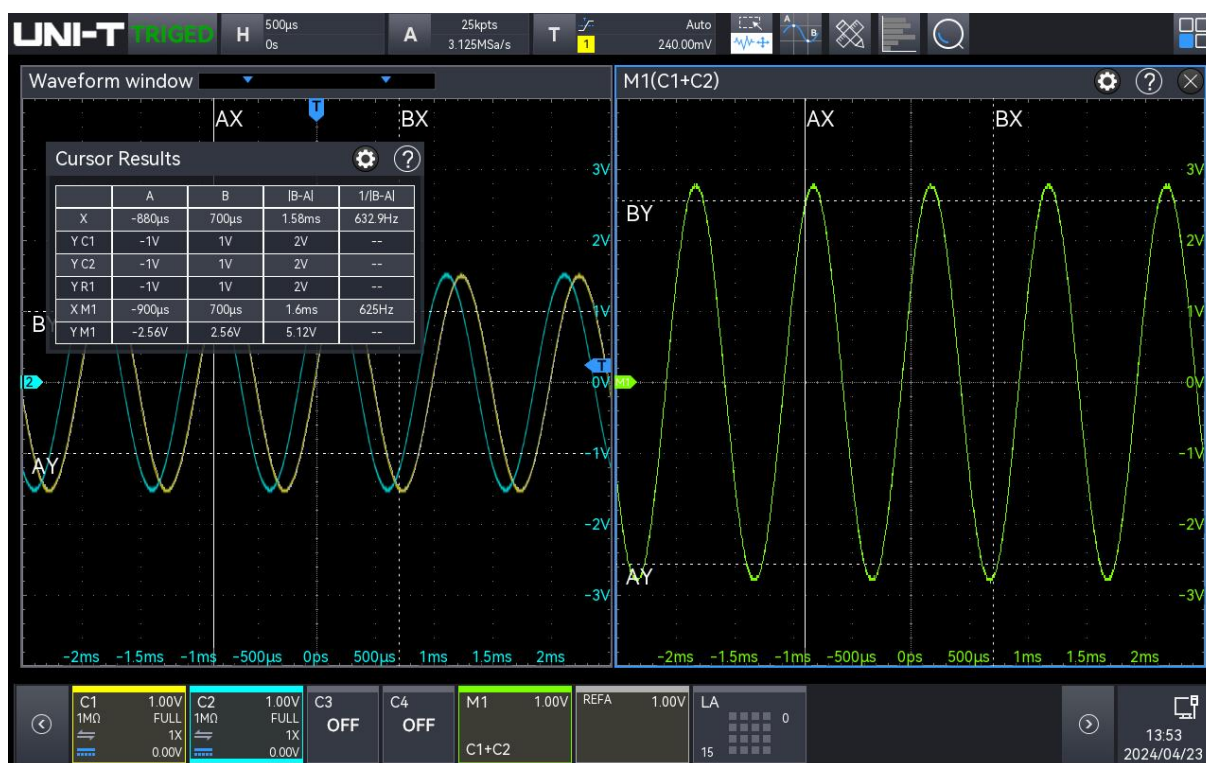 UNI-T TRIGED H 500µs 0s A 25kpts 3.125MSa/s T 1 Auto 240.00mV A B
Waveform window
T
AX BX
Cursor Results ?
A B |B-A| 1/|B-A|
X -880µs 700µs 1.58ms 632.9Hz
Y C1 -1V 1V 2V --
Y C2 -1V 1V 2V --
Y R1 -1V 1V 2V --
X M1 -900µs 700µs 1.6ms 625Hz
Y M1 -2.56V 2.56V 5.12V --
3V
2V
1V
B
T
2 0V
-1V
AY
-2V
-3V
-2ms -1.5ms -1ms -500µs 0ps 500µs 1ms 1.5ms 2ms
M1(C1+C2) ?
AX BX
3V
BY
2V
1V
M1 0V
-1V
-2V
AY
-3V
-2ms -1.5ms -1ms -500µs 0ps 500µs 1ms 1.5ms 2ms
C1 1.00V
1MΩ FULL
1X
0.00V
C2 1.00V
1MΩ FULL
1X
0.00V
C3
OFF
C4
OFF
M1 1.00V
C1+C2
REFA 1.00V
LA
0
15
13:53
2024/04/23